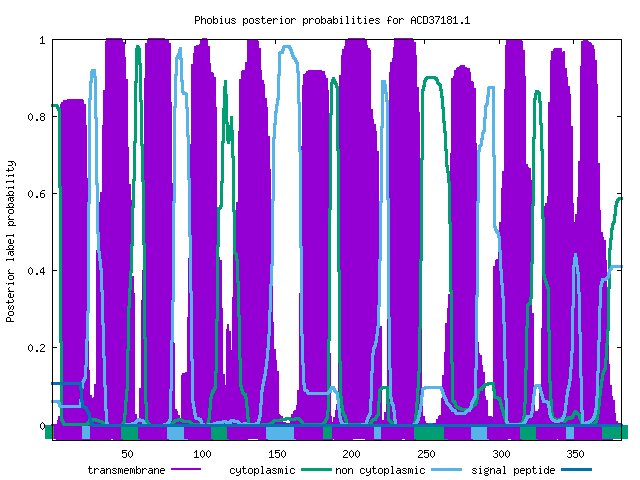 Phobius posterior probabilities for ACD37181.1
1
0.8
0.6
0.4
0.2
0
Posterior label probability
50 100 150 200 250 300 350
transmembrane cytoplasmic non cytoplasmic signal peptide